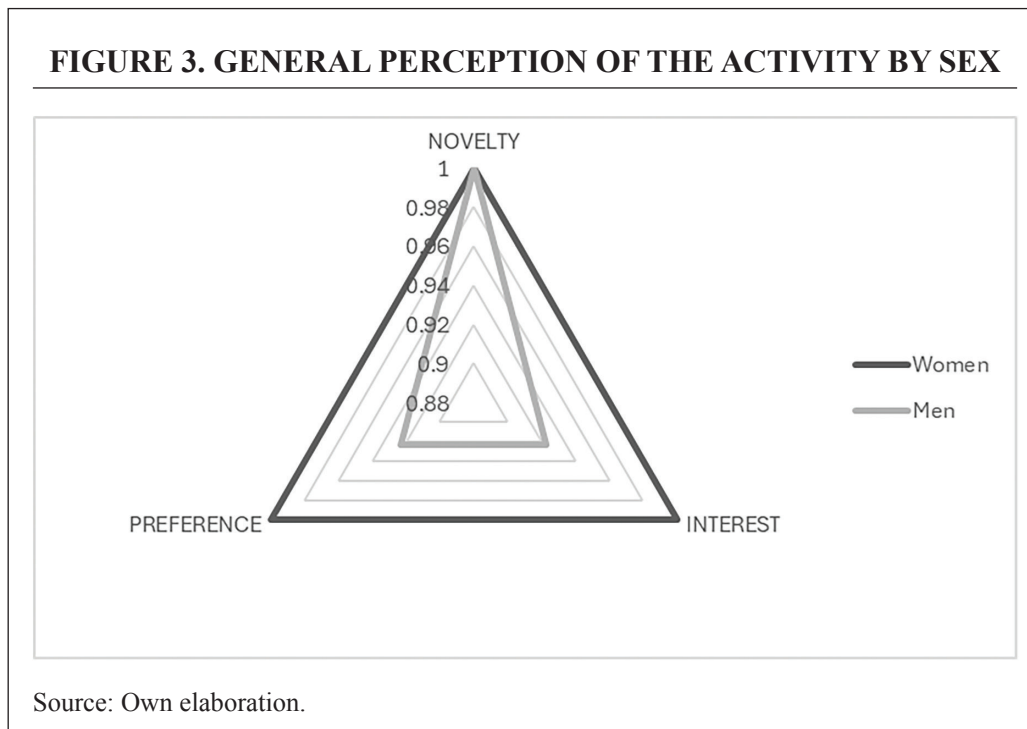 FIGURE 3. GENERAL PERCEPTION OF THE ACTIVITY BY SEX
NOVELTY
1
0.98
0.96
0.94
0.92
0.9
0.88
Women
Men
PREFERENCE
INTEREST
Source: Own elaboration.